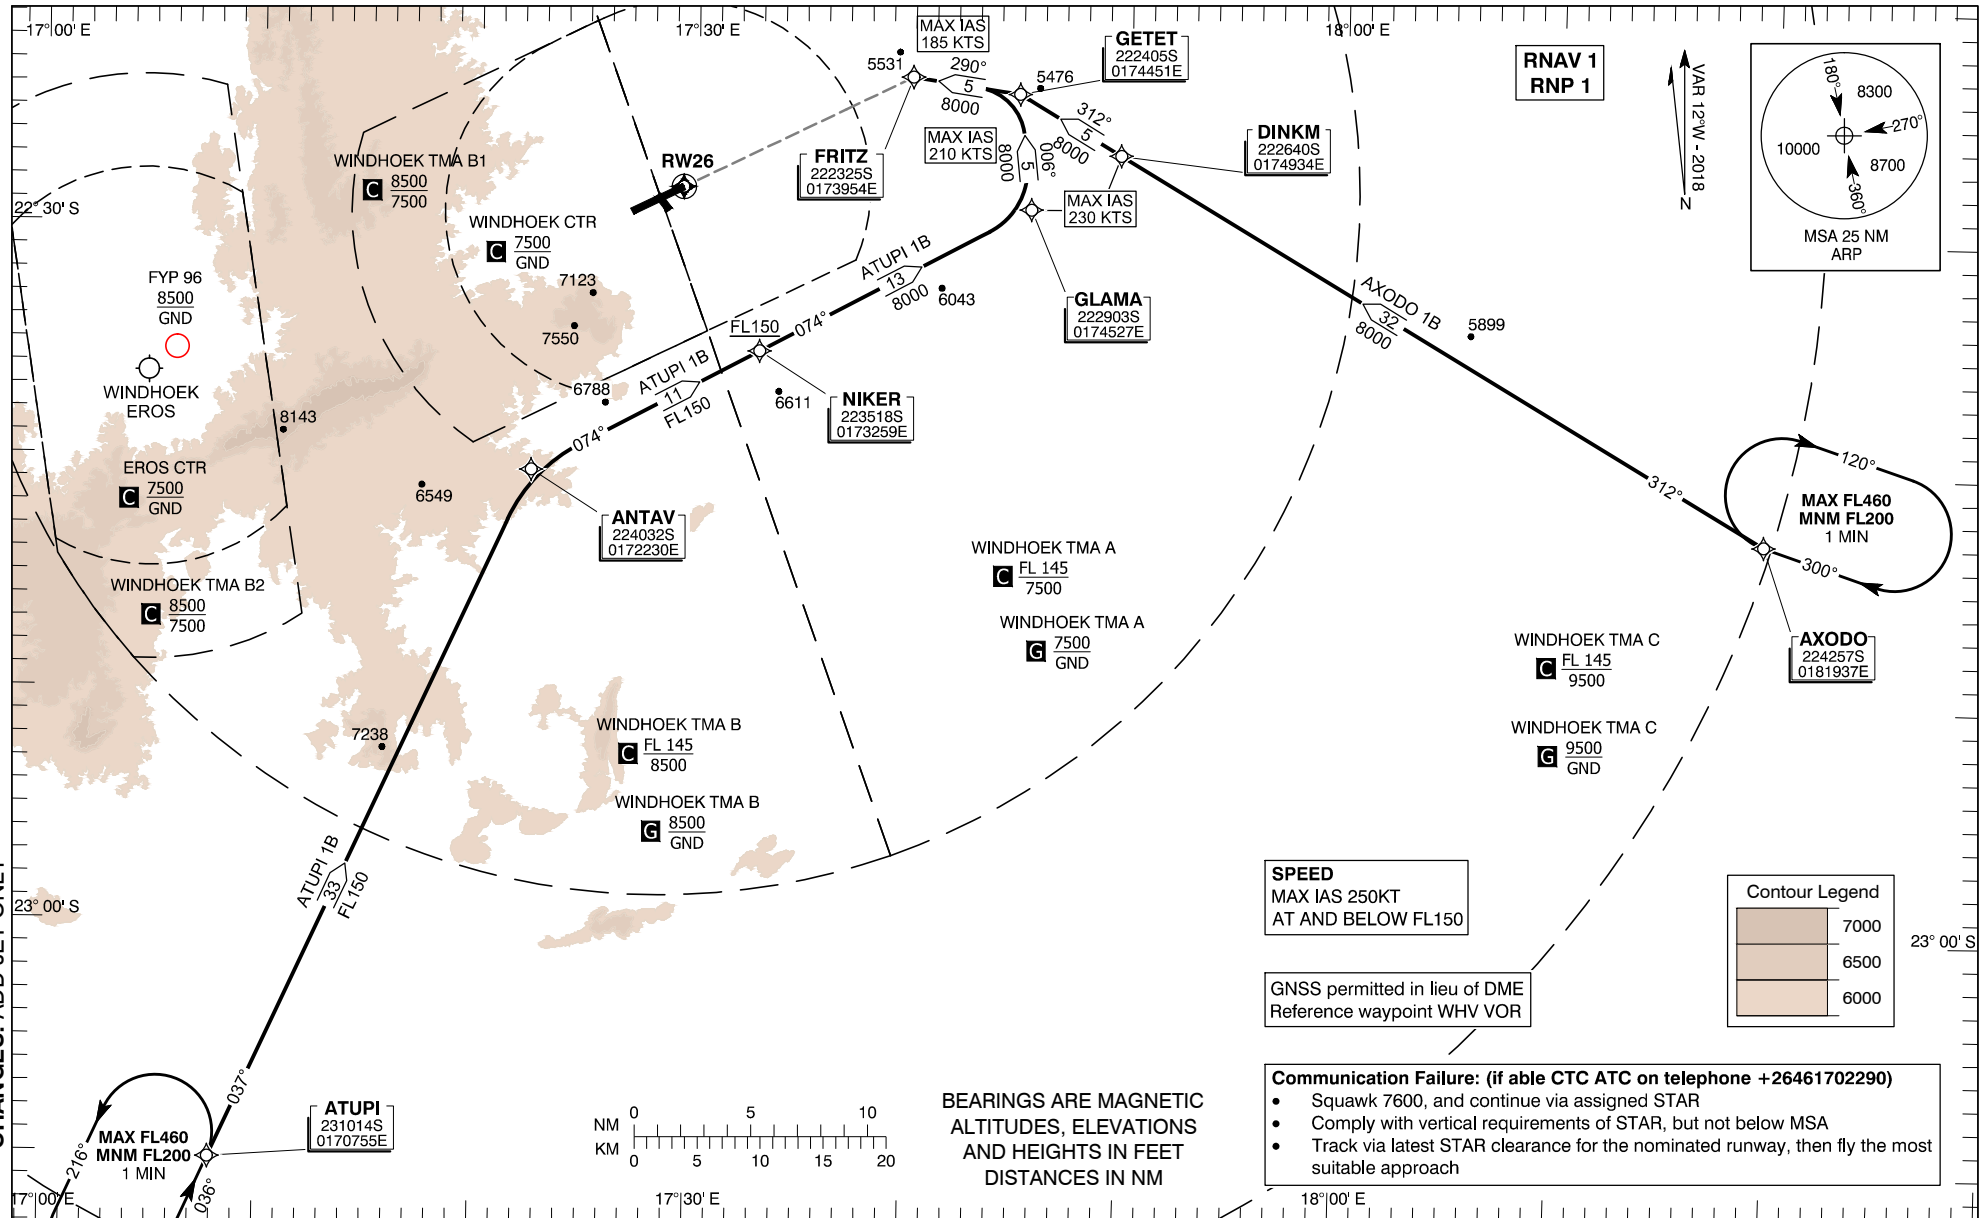 17°00' E
17°30' E
18°00' E
MAX IAS
185 KTS
5531
290°
5
8000
GETET
222405S
0174451E
5476
RNAV 1
RNP 1
VAR 12°W - 2018
N
180°
8300
270°
10000
8700
360°
MSA 25 NM
ARP
312°
5
8000
DINKM
222640S
0174934E
MAX IAS
210 KTS
8000
5
006°
FRITZ
222325S
0173954E
MAX IAS
230 KTS
RW26
WINDHOEK TMA B1
C 8500
7500
22° 30' S
WINDHOEK CTR
C 7500
GND
FYP 96
8500
GND
WINDHOEK
EROS
7123
7550
ATUPI 1B
13
8000
6043
GLAMA
222903S
0174527E
AXODO 1B
32
8000
5899
FL150
074°
ATUPI 1B
11
FL150
6788
6611
NIKER
223518S
0173259E
8143
074°
EROS CTR
C 7500
GND
6549
ANTAV
224032S
0172230E
312°
120°
MAX FL460
MNM FL200
1 MIN
300°
WINDHOEK TMA A
C FL 145
7500
WINDHOEK TMA B2
C 8500
7500
WINDHOEK TMA A
G 7500
GND
WINDHOEK TMA C
C FL 145
9500
AXODO
224257S
0181937E
7238
WINDHOEK TMA B
C FL 145
8500
WINDHOEK TMA C
G 9500
GND
WINDHOEK TMA B
G 8500
GND
ATUPI 1B
33
FL150
23° 00' S
SPEED
MAX IAS 250KT
AT AND BELOW FL150
Contour Legend
7000
6500
6000
23° 00' S
GNSS permitted in lieu of DME
Reference waypoint WHV VOR
037°
ATUPI
231014S
0170755E
MAX FL460
MNM FL200
1 MIN
216°
036°
NM 0 5 10
KM 0 5 10 15 20
BEARINGS ARE MAGNETIC
ALTITUDES, ELEVATIONS
AND HEIGHTS IN FEET
DISTANCES IN NM
Communication Failure: (if able CTC ATC on telephone +26461702290)
• Squawk 7600, and continue via assigned STAR
• Comply with vertical requirements of STAR, but not below MSA
• Track via latest STAR clearance for the nominated runway, then fly the most
suitable approach
17°00' E
17°30' E
18°00' E